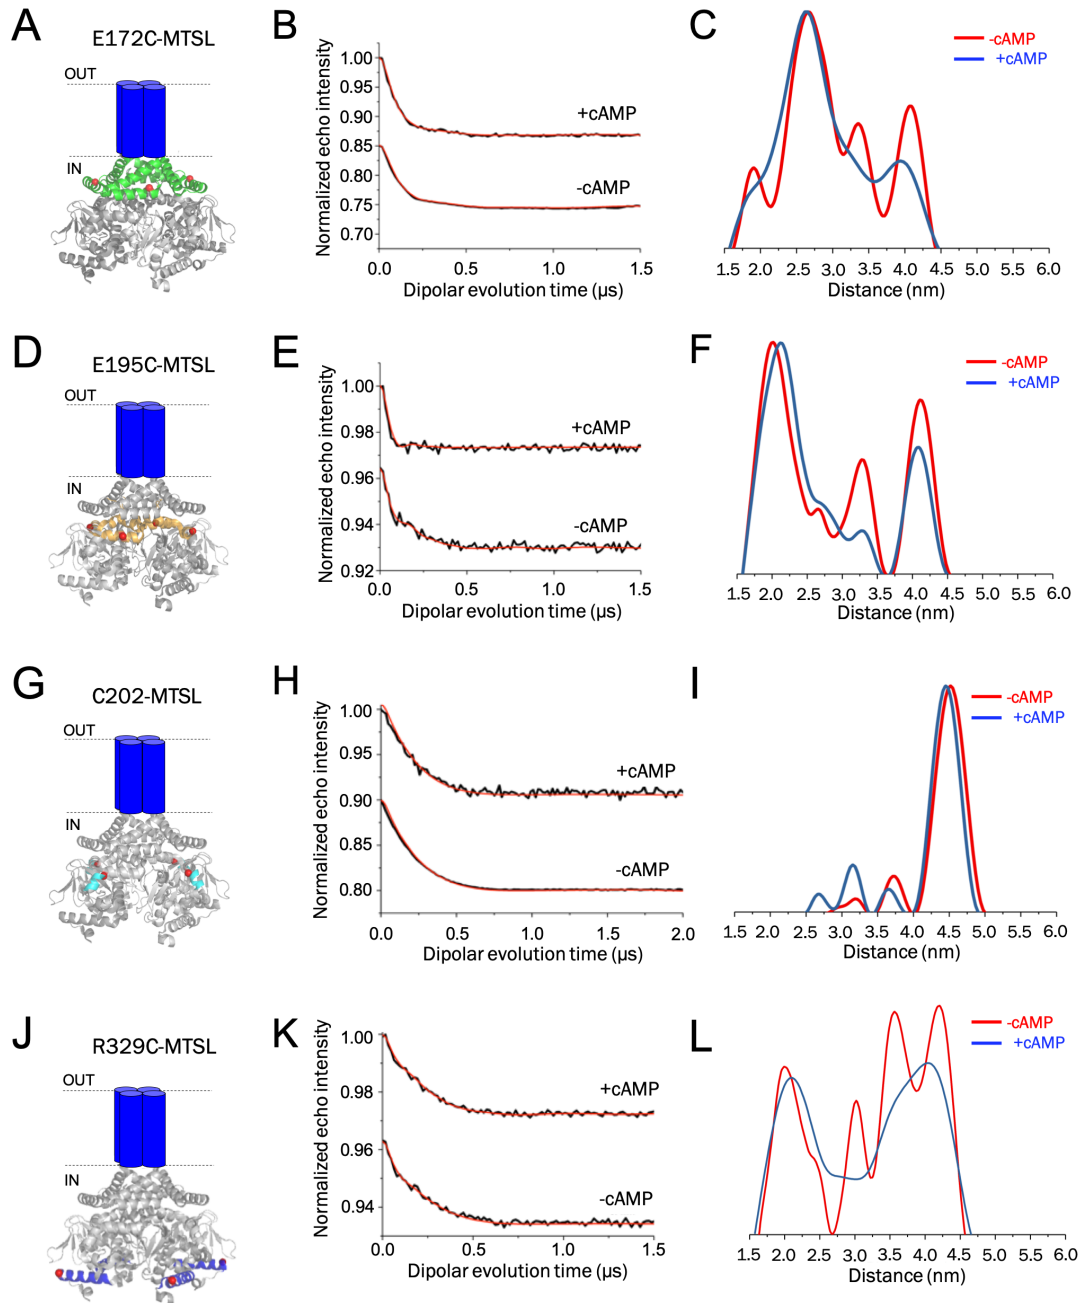 A
E172C-MTSL
OUT
IN
B
Normalized echo intensity
1.00
0.95
0.90
0.85
0.80
0.75
0.70
+cAMP
-cAMP
0.0 0.5 1.0 1.5
Dipolar evolution time (µs)
C
-cAMP
+cAMP
1.5 2.0 2.5 3.0 3.5 4.0 4.5 5.0 5.5 6.0
Distance (nm)
D
E195C-MTSL
OUT
IN
E
Normalized echo intensity
1.00
0.98
0.96
0.94
0.92
+cAMP
-cAMP
0.0 0.5 1.0 1.5
Dipolar evolution time (µs)
F
-cAMP
+cAMP
1.5 2.0 2.5 3.0 3.5 4.0 4.5 5.0 5.5 6.0
Distance (nm)
G
C202-MTSL
OUT
IN
H
Normalized echo intensity
1.00
0.95
0.90
0.85
0.80
+cAMP
-cAMP
0.0 0.5 1.0 1.5 2.0
Dipolar evolution time (µs)
I
-cAMP
+cAMP
1.5 2.0 2.5 3.0 3.5 4.0 4.5 5.0 5.5 6.0
Distance (nm)
J
R329C-MTSL
OUT
IN
K
Normalized echo intensity
1.00
0.98
0.96
0.94
+cAMP
-cAMP
0.0 0.5 1.0 1.5
Dipolar evolution time (µs)
L
-cAMP
+cAMP
1.5 2.0 2.5 3.0 3.5 4.0 4.5 5.0 5.5 6.0
Distance (nm)